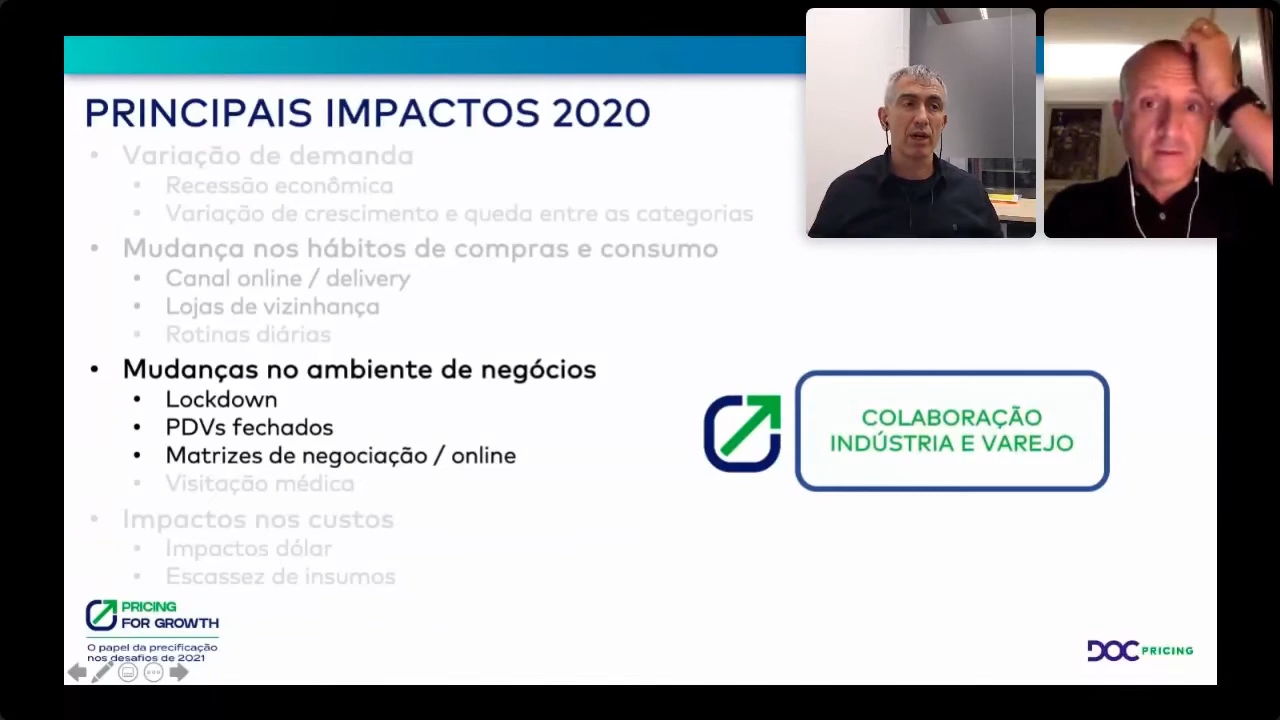 PRINCIPAIS IMPACTOS 2020
• Variação de demanda
• Recessão econômica
• Variação de crescimento e queda entre as categorias
• Mudança nos hábitos de compras e consumo
• Canal online / delivery
• Lojas de vizinhança
• Rotinas diárias
• Mudanças no ambiente de negócios
• Lockdown
• PDVs fechados
• Matrizes de negociação / online
• Visitação médica
• Impactos nos custos
• Impactos dólar
• Escassez de insumos
COLABORAÇÃO
INDÚSTRIA E VAREJO
PRICING
FOR GROWTH
O papel da precificação
nos desafios de 2021
DOC PRICING